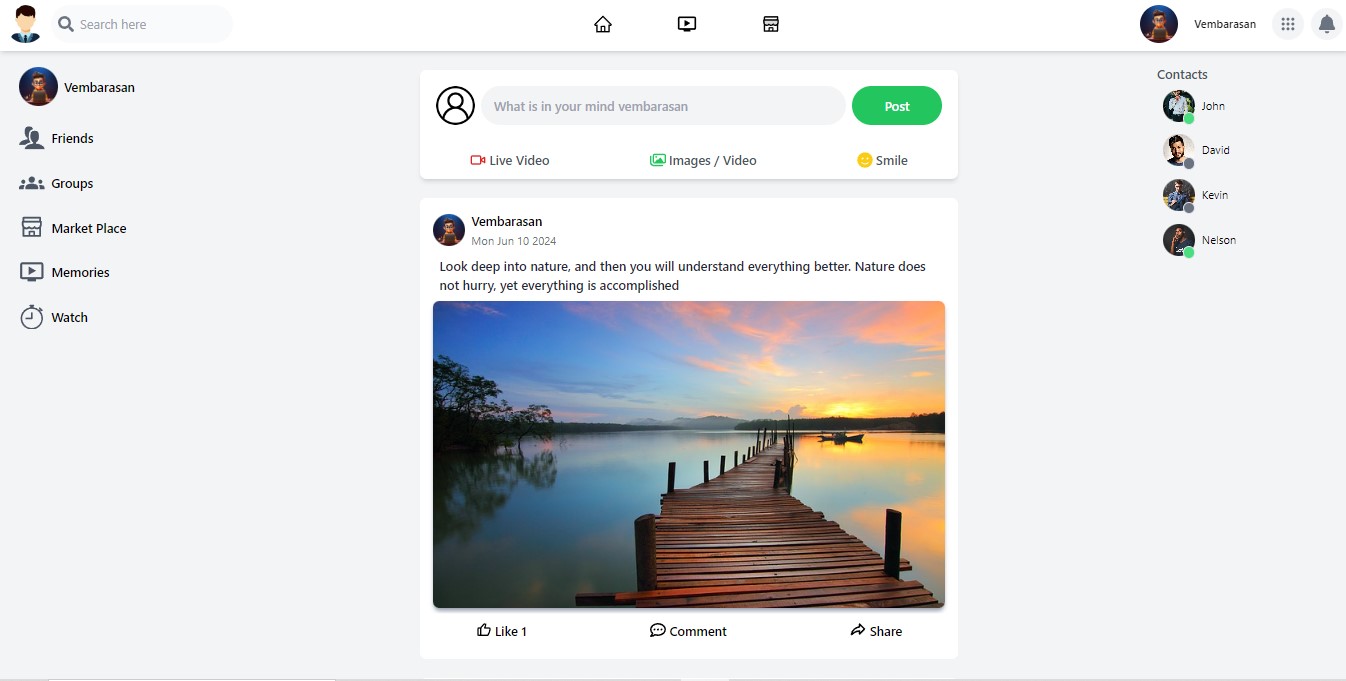 Search here
Vembarasan
Vembarasan
Friends
Groups
Market Place
Memories
Watch
What is in your mind vembarasan
Post
Live Video
Images / Video
Smile
Vembarasan
Mon Jun 10 2024
Look deep into nature, and then you will understand everything better. Nature does
not hurry, yet everything is accomplished
Like 1
Comment
Share
Contacts
John
David
Kevin
Nelson